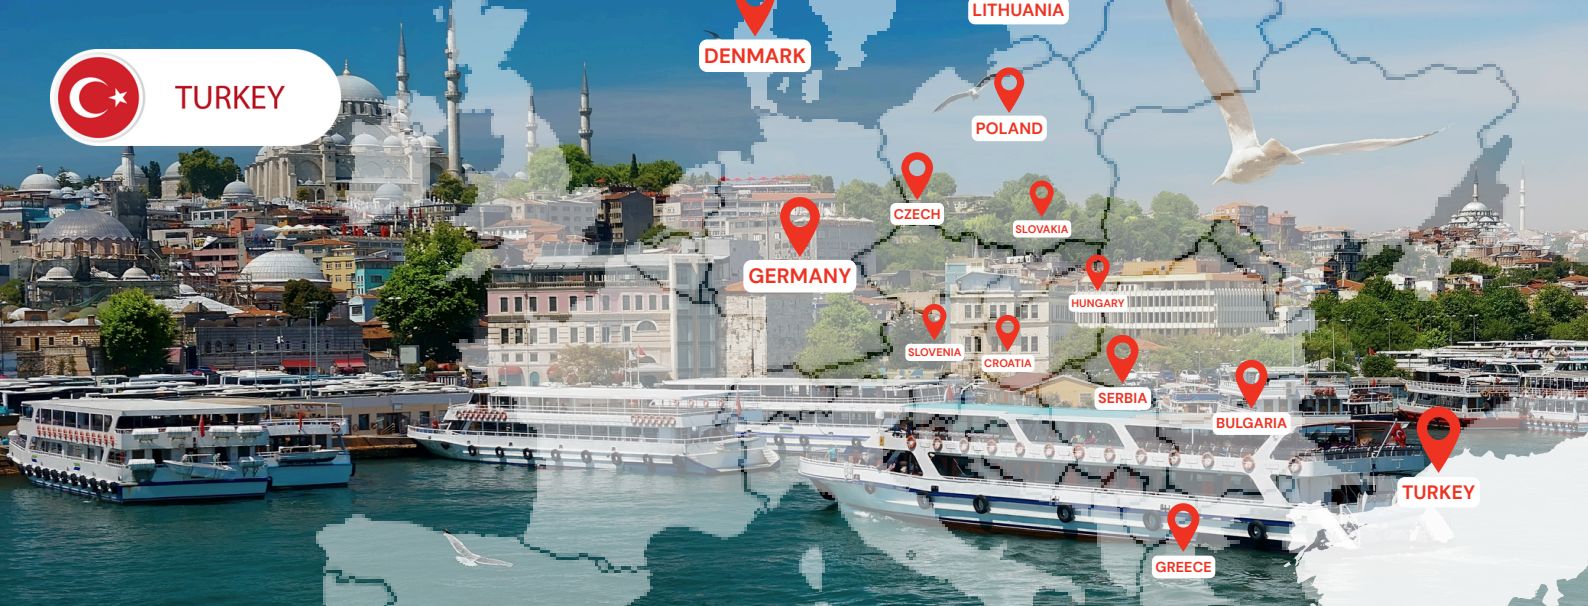 LITHUANIA
DENMARK
TURKEY
POLAND
CZECH
SLOVAKIA
GERMANY
HUNGARY
SLOVENIA
CROATIA
SERBIA
BULGARIA
TURKEY
GREECE